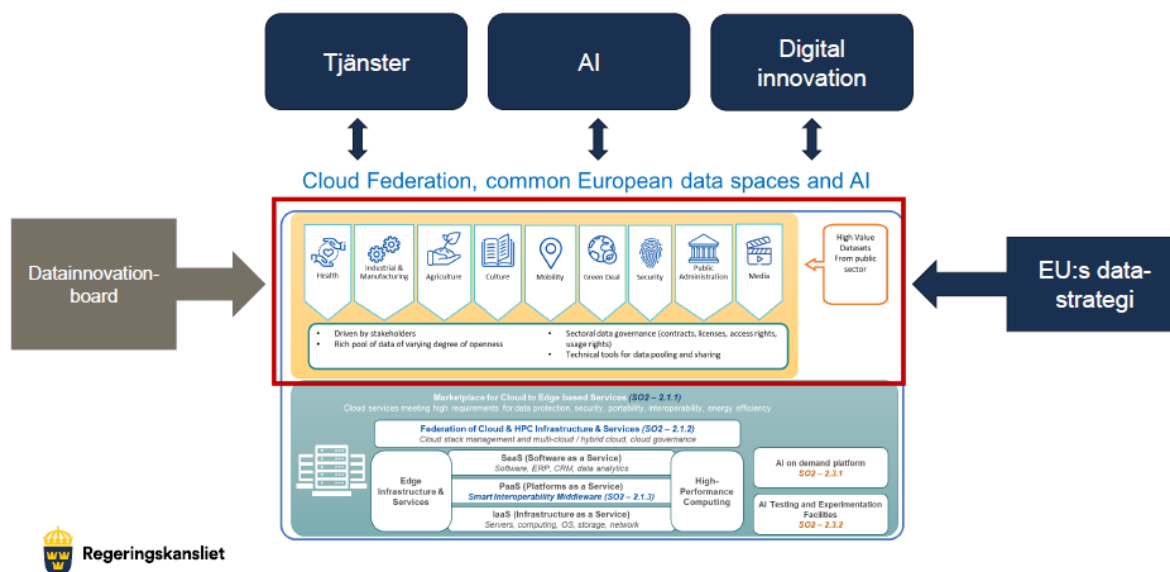 Tjänster
AI
Digital
innovation
Cloud Federation, common European data spaces and AI
Datainnovation-
board
Health
Industrial &
Manufacturing
Agriculture
Culture
Mobility
Green Deal
Security
Public
Administration
Media
High Value
Datasets
From public
sector
EU:s data-
strategi
• Driven by stakeholders
• Rich pool of data of varying degree of openness
• Sectoral data governance (contracts, licenses, access rights,
usage rights)
• Technical tools for data pooling and sharing
Marketplace for Cloud to Edge based Services (SO2 – 2.1.1)
Cloud services meeting high requirements for data protection, security, portability, interoperability, energy efficiency
Federation of Cloud & HPC Infrastructure & Services (SO2 – 2.1.2)
Cloud stack management and multi-cloud / hybrid cloud, cloud governance
Edge
Infrastructure &
Services
SaaS (Software as a Service)
Software, ERP, CRM, data analytics
PaaS (Platforms as a Service)
Smart Interoperability Middleware (SO2 – 2.1.3)
IaaS (Infrastructure as a Service)
Servers, computing, OS, storage, network
High-
Performance
Computing
AI on demand platform
SO2 – 2.3.1
AI Testing and Experimentation
Facilities
SO2 – 2.3.2
Regeringskansliet